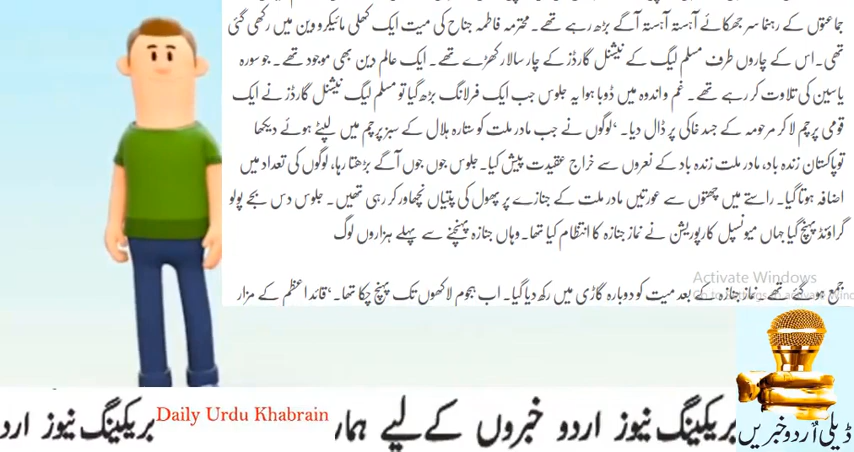 جماعتوں کے رہنما سر جھکائے آہستہ آہستہ آگے بڑھ رہے تھے۔ محترمہ فاطمہ جناح کی میت ایک کھلی مائیکرو وین میں رکھی گئی
تھی۔ اس کے چاروں طرف مسلم لیگ کے نیشنل گارڈز کے چار سالار کھڑے تھے۔ ایک عالم دین بھی موجود تھے۔ جو سورہ
یاسین کی تلاوت کر رہے تھے۔ غم و اندوہ میں ڈوبا ہوا یہ جلوس جب ایک فرلانگ بڑھ گیا تو مسلم لیگ نیشنل گارڈز نے ایک
قومی پرچم لا کر مرحومہ کے جسد خاکی پر ڈال دیا۔ ’لوگوں نے جب مادر ملت کو ستارہ ہلال کے سبز پرچم میں لپٹے ہوئے دیکھا
تو پاکستان زندہ باد، مادر ملت زندہ باد کے نعروں سے خراج عقیدت پیش کیا۔ جلوس جوں جوں آگے بڑھتا رہا، لوگوں کی تعداد میں
اضافہ ہوتا گیا۔ راستے میں چھتوں سے عورتیں مادر ملت کے جنازے پر پھول کی پتیاں نچھاور کر رہی تھیں۔ جلوس دس بجے پولو
گراؤنڈ پہنچ گیا جہاں میونسپل کارپوریشن نے نماز جنازہ کا انتظام کیا تھا۔ وہاں جنازہ پہنچنے سے پہلے ہزاروں لوگ
جمع ہو گئے تھے۔ نماز جنازہ کے بعد میت کو دوبارہ گاڑی میں رکھ دیا گیا۔ اب ہجوم لاکھوں تک پہنچ چکا تھا۔‘ قائد اعظم کے مزار
Activate Windows
ڈیلی اُردو خبریں
بریکینگ نیوز اردو خبروں کے لیے ہمار
Daily Urdu Khabrain
بریکینگ نیوز ارد